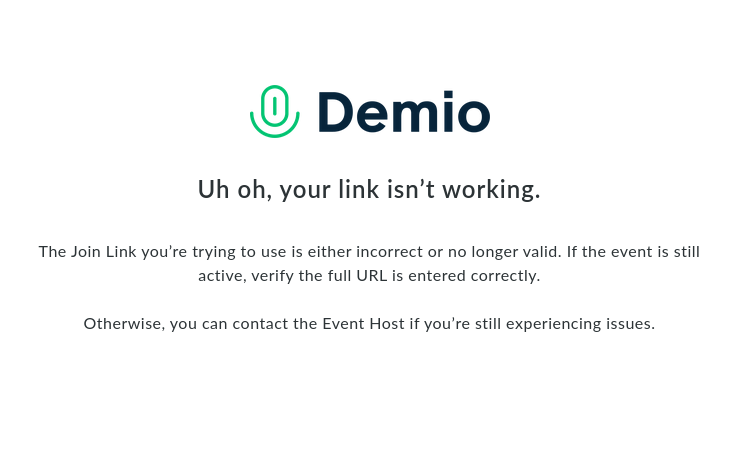 Demio
Uh oh, your link isn’t working.
The Join Link you’re trying to use is either incorrect or no longer valid. If the event is still
active, verify the full URL is entered correctly.
Otherwise, you can contact the Event Host if you’re still experiencing issues.